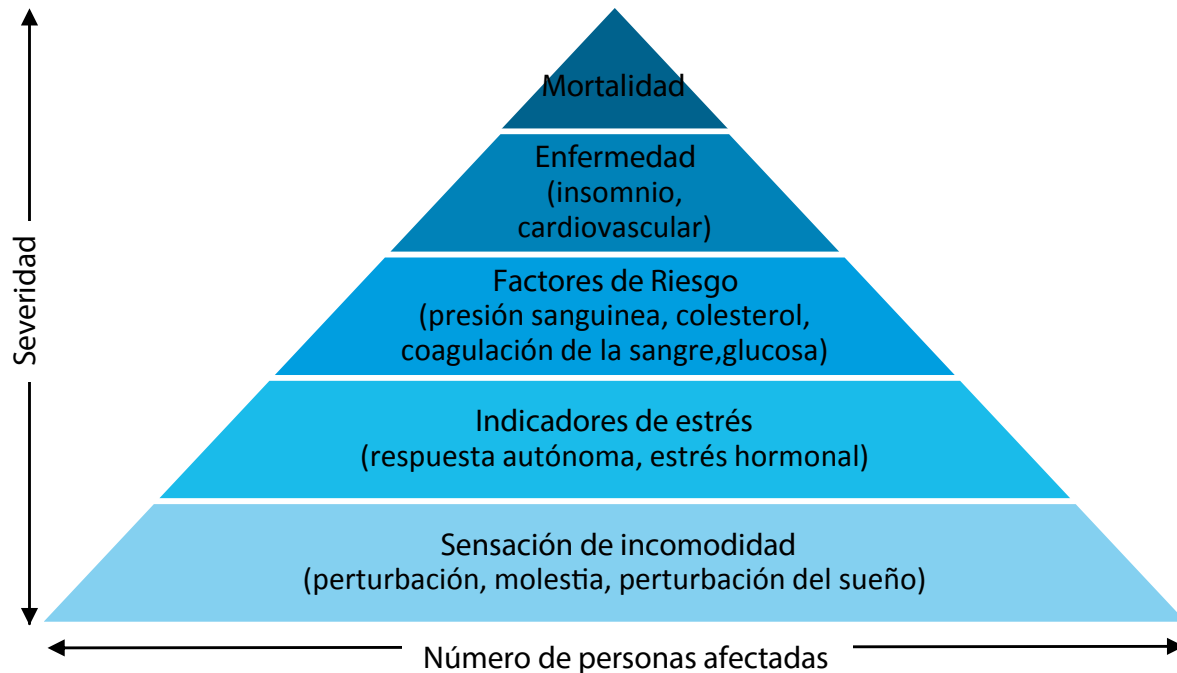 Mortalidad
Enfermedad
(insomnio,
cardiovascular)
Factores de Riesgo
(presión sanguinea, colesterol,
coagulación de la sangre,glucosa)
Indicadores de estrés
(respuesta autónoma, estrés hormonal)
Sensación de incomodidad
(perturbación, molestia, perturbación del sueño)
Severidad
Número de personas afectadas